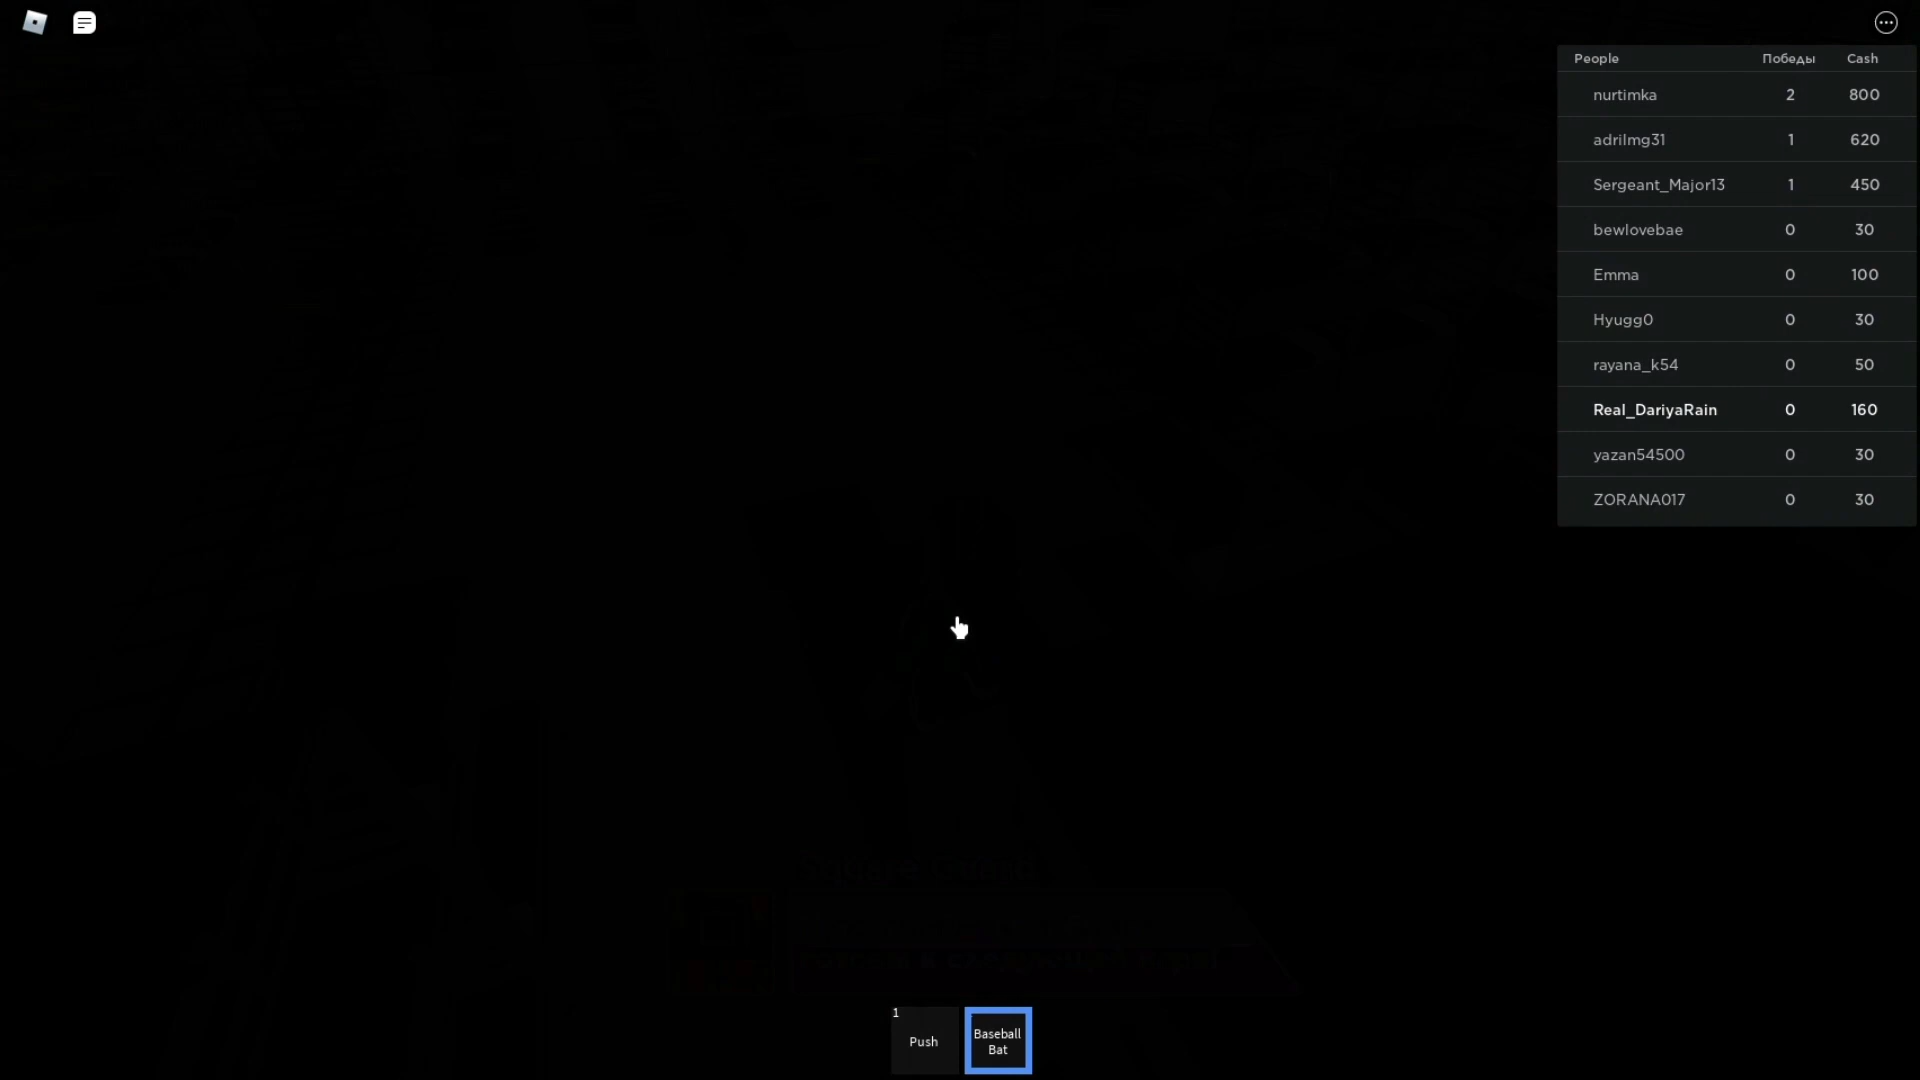 People Победы Cash
nurtimka 2 800
adrilmg31 1 620
Sergeant_Major13 1 450
bewlovebae 0 30
Emma 0 100
Hyugg0 0 30
rayana_k54 0 50
Real_DariyaRain 0 160
yazan54500 0 30
ZORANA017 0 30
1
Push
Baseball
Bat